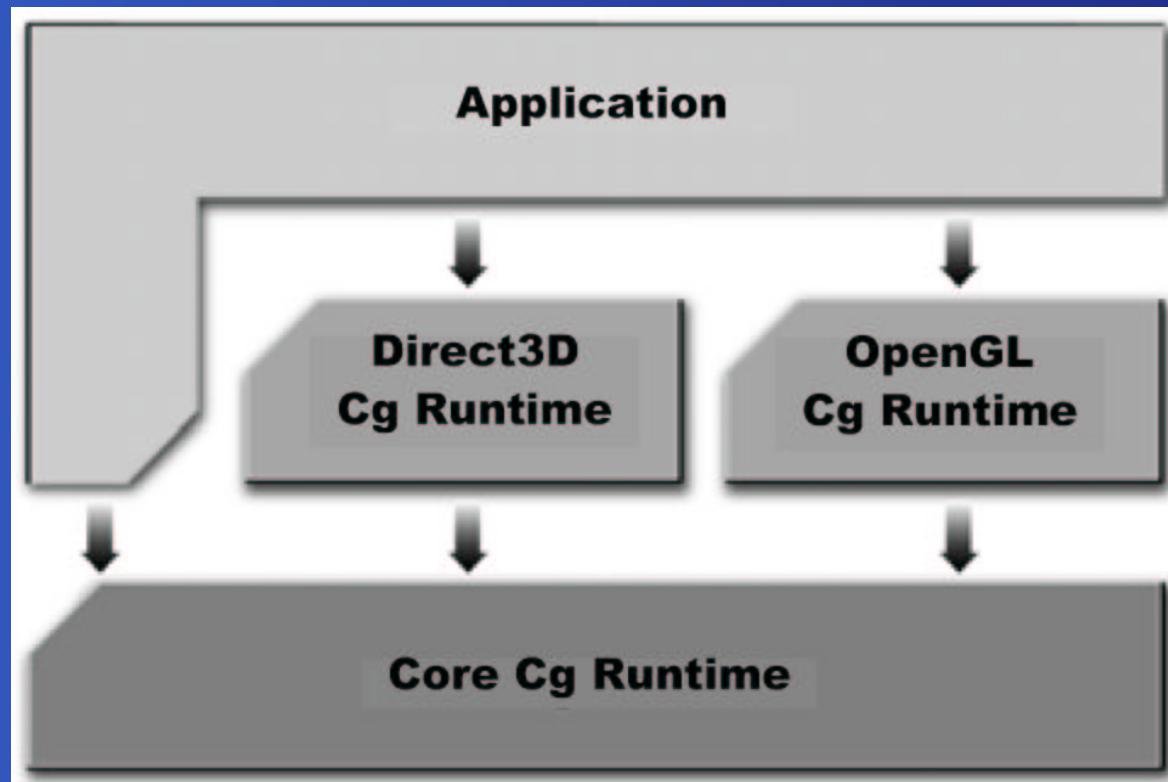 Application
Direct3D
Cg Runtime
OpenGL
Cg Runtime
Core Cg Runtime